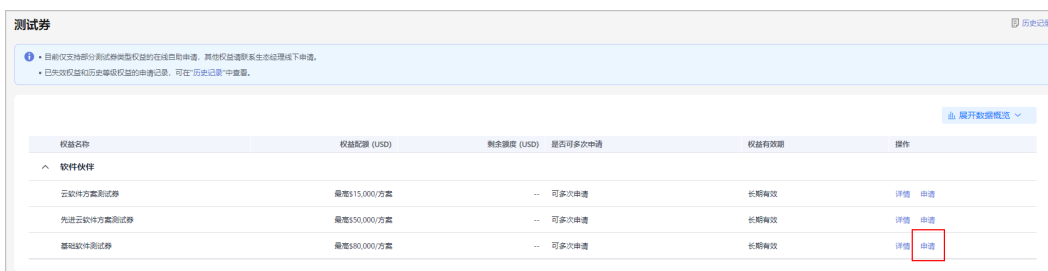 测试券
历史记录
目前仅支持部分测试券类型权益的在线自助申请，其他权益请联系生态经理线下申请。
已失效权益和历史等级权益的申请记录，可在"历史记录"中查看。
展开数据概览
权益名称 权益配额 (USD) 剩余额度 (USD) 是否可多次申请 权益有效期 操作
软件伙伴
云软件方案测试券 最高$15,000/方案 -- 可多次申请 长期有效 详情 申请
先进云软件方案测试券 最高$50,000/方案 -- 可多次申请 长期有效 详情 申请
基础软件测试券 最高$80,000/方案 -- 可多次申请 长期有效 详情 申请